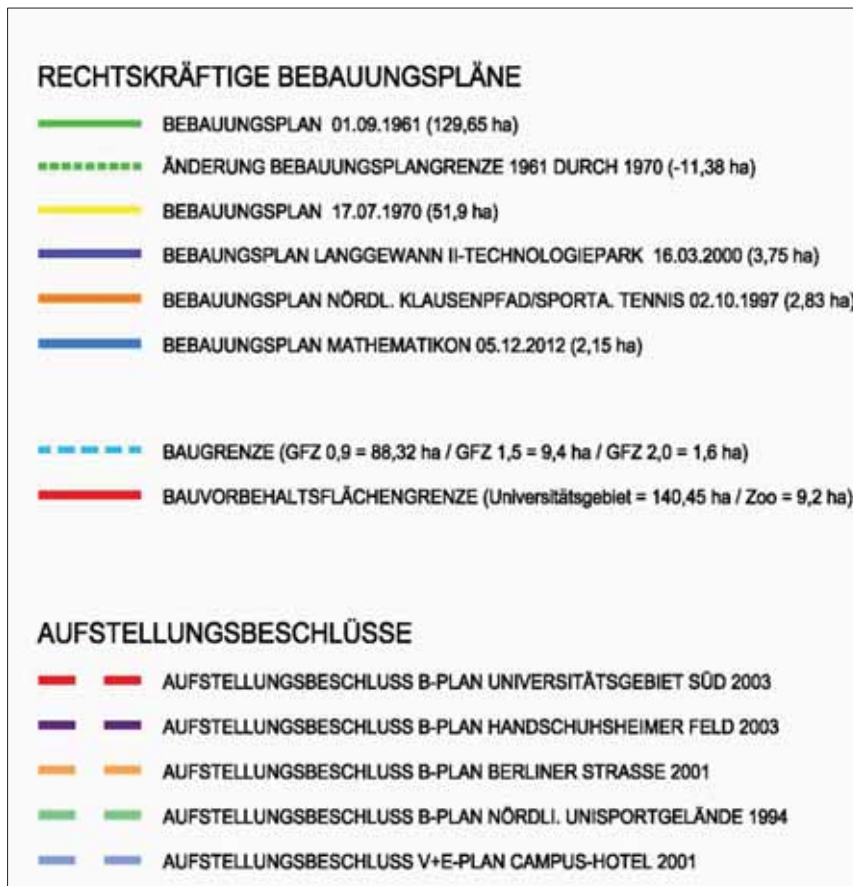 RECHTSKRÄFTIGE BEBAUUNGSPLÄNE
BEBAUUNGSPLAN 01.09.1961 (129,65 ha)
ÄNDERUNG BEBAUUNGSPLANGRENZE 1961 DURCH 1970 (-11,38 ha)
BEBAUUNGSPLAN 17.07.1970 (51,9 ha)
BEBAUNGSPLAN LANGGEWANN II-TECHNOLOGIEPARK 16.03.2000 (3,75 ha)
BEBAUUNGSPLAN NÖRDL. KLAUSENPFAD/SPORTA. TENNIS 02.10.1997 (2,83 ha)
BEBAUUNGSPLAN MATHEMATIKON 05.12.2012 (2,15 ha)
BAUGRENZE (GFZ 0,9 = 88,32 ha / GFZ 1,5 = 9,4 ha / GFZ 2,0 = 1,6 ha)
BAUVORBEHALTSFLÄCHENGRENZE (Universitätsgebiet = 140,45 ha / Zoo = 9,2 ha)
AUFSTELLUNGSBESCHLÜSSE
AUFSTELLUNGSBESCHLUSS B-PLAN UNIVERSITÄTSGEBIET SÜD 2003
AUFSTELLUNGSBESCHLUSS B-PLAN HANDSCHUHSHEIMER FELD 2003
AUFSTELLUNGSBESCHLUSS B-PLAN BERLINER STRASSE 2001
AUFSTELLUNGSBESCHLUSS B-PLAN NÖRDLI. UNISPORTGELÄNDE 1994
AUFSTELLUNGSBESCHLUSS V+E-PLAN CAMPUS-HOTEL 2001